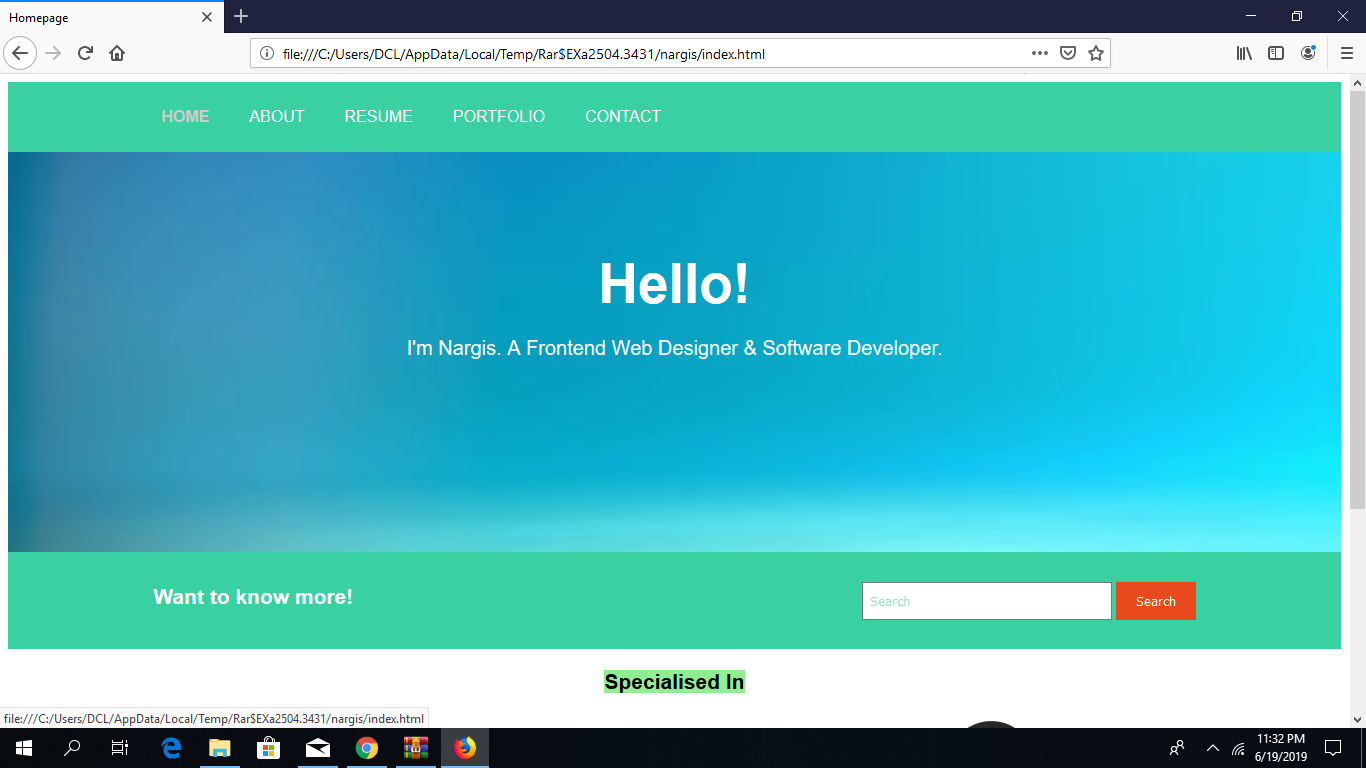 Homepage
file:///C:/Users/DCL/AppData/Local/Temp/Rar$EXa2504.3431/nargis/index.html
HOME ABOUT RESUME PORTFOLIO CONTACT
Hello!
I'm Nargis. A Frontend Web Designer & Software Developer.
Want to know more! Search Search
Specialised In
file:///C:/Users/DCL/AppData/Local/Temp/Rar$EXa2504.3431/nargis/index.html
11:32 PM
6/19/2019